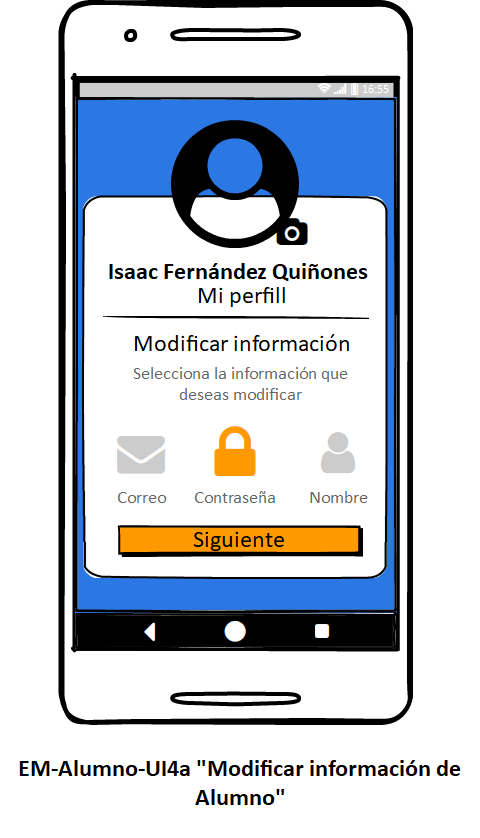 16:55
Isaac Fernández Quiñones
Mi perfill
Modificar información
Selecciona la información que
deseas modificar
Correo Contraseña Nombre
Siguiente
EM-Alumno-UI4a "Modificar información de
Alumno"